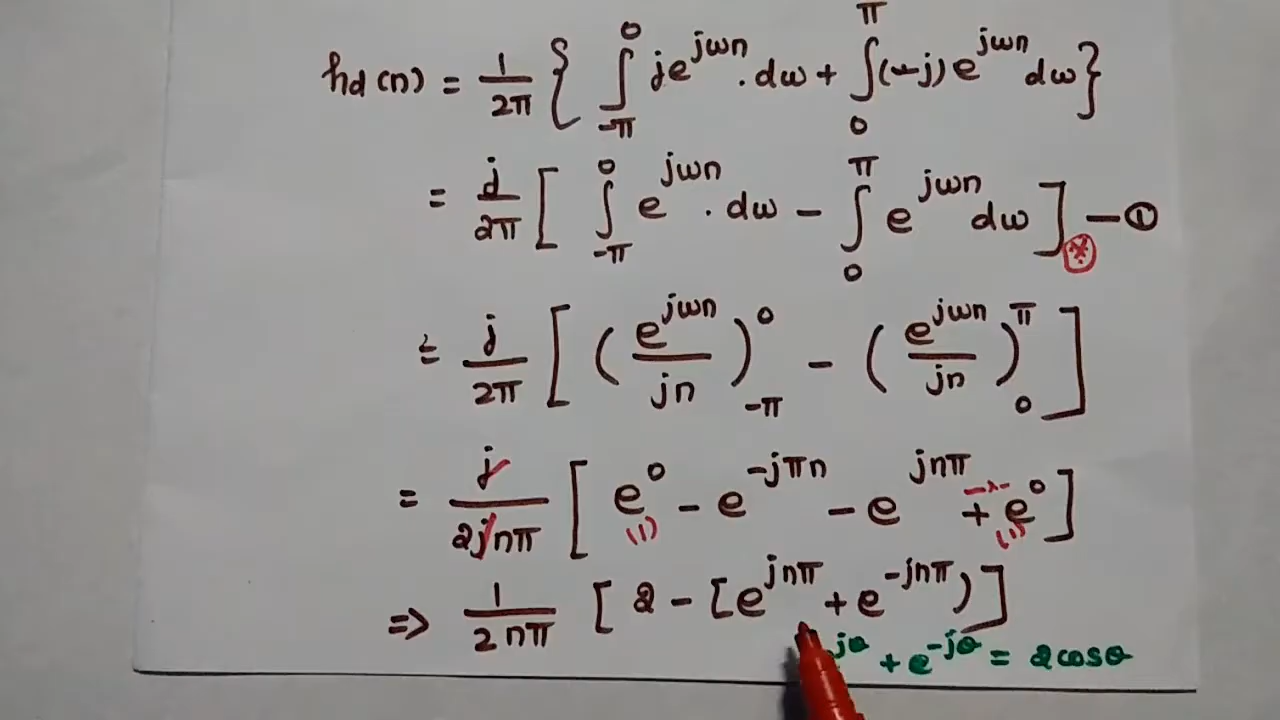 hd(n) = 1/2π { ∫_{-π}^{0} je^{jωn} . dω + ∫_{0}^{π} (-j) e^{jωn} dω }
= j/2π [ ∫_{-π}^{0} e^{jωn} . dω - ∫_{0}^{π} e^{jωn} dω ] - ①
= j/2π [ (e^{jωn}/jn)_{-π}^{0} - (e^{jωn}/jn)_{0}^{π} ]
= j/2jnπ [ e^{0} - e^{-jπn} - e^{jnπ} + e^{0} ]
(1) (1)
=> 1/2nπ [ 2 - [e^{jnπ} + e^{-jnπ}) ]
jθ + e^{-jθ} = 2cosθ